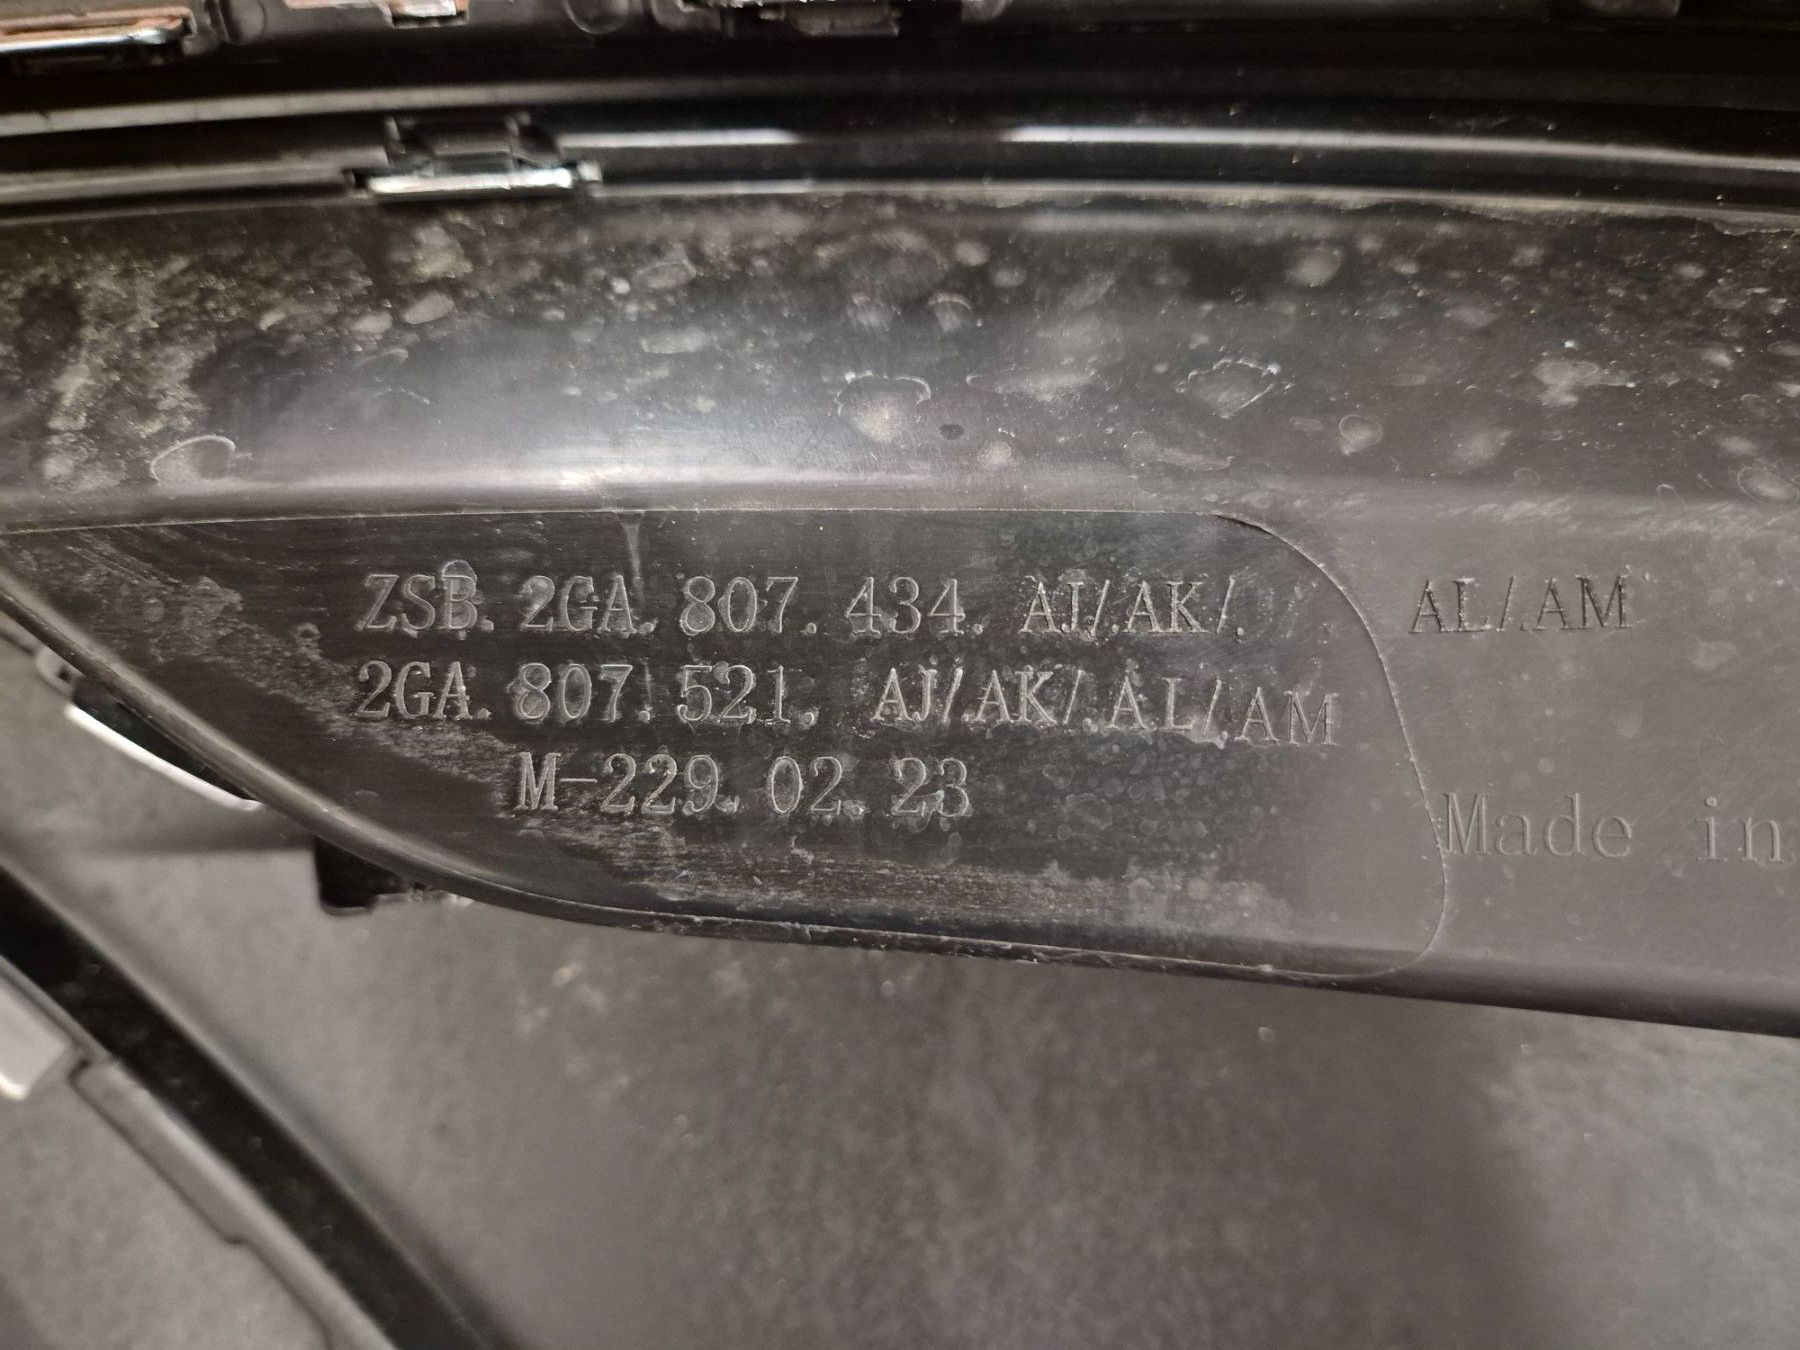 ZSB. 2GA. 807. 434. AJ/.AK/. AL/.AM
2GA. 807. 521. AJ/.AK/.AL/.AM
M-229. 02. 23
Made in